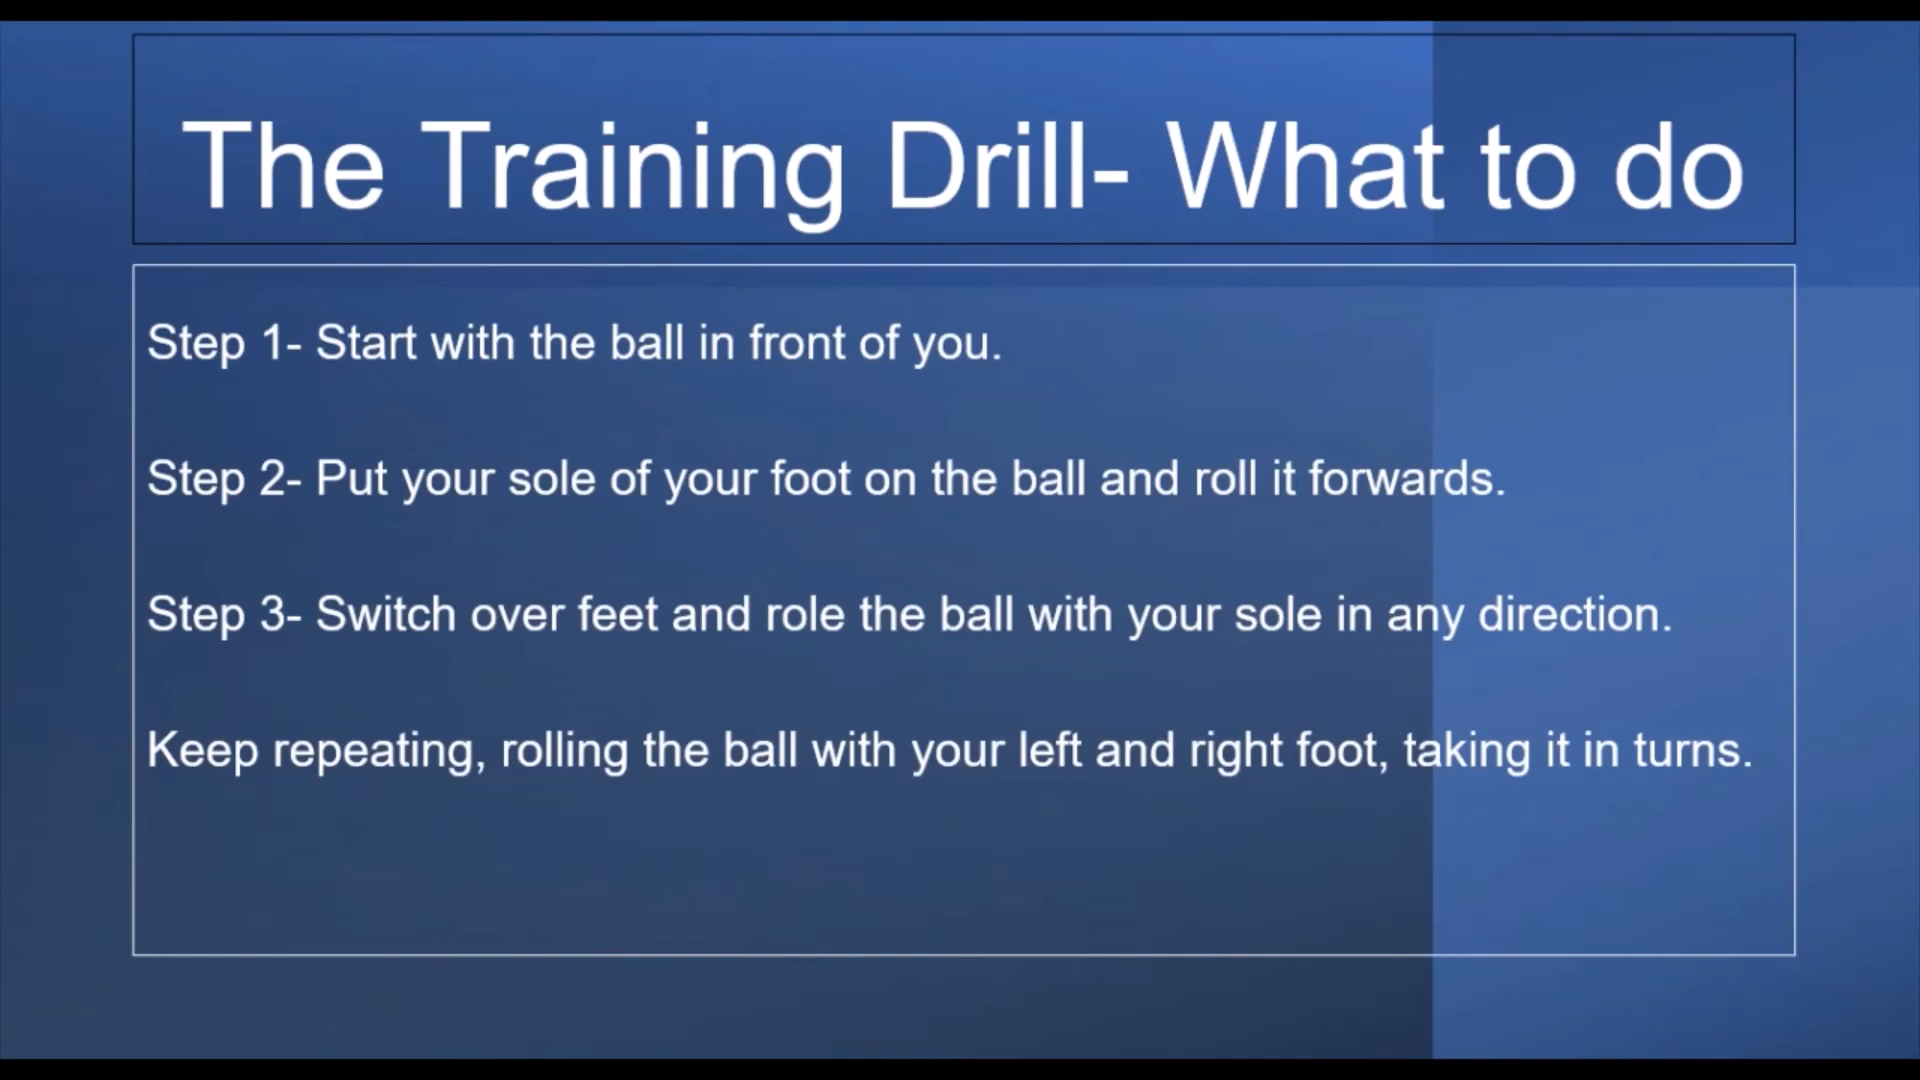 The Training Drill- What to do
Step 1- Start with the ball in front of you.
Step 2- Put your sole of your foot on the ball and roll it forwards.
Step 3- Switch over feet and role the ball with your sole in any direction.
Keep repeating, rolling the ball with your left and right foot, taking it in turns.